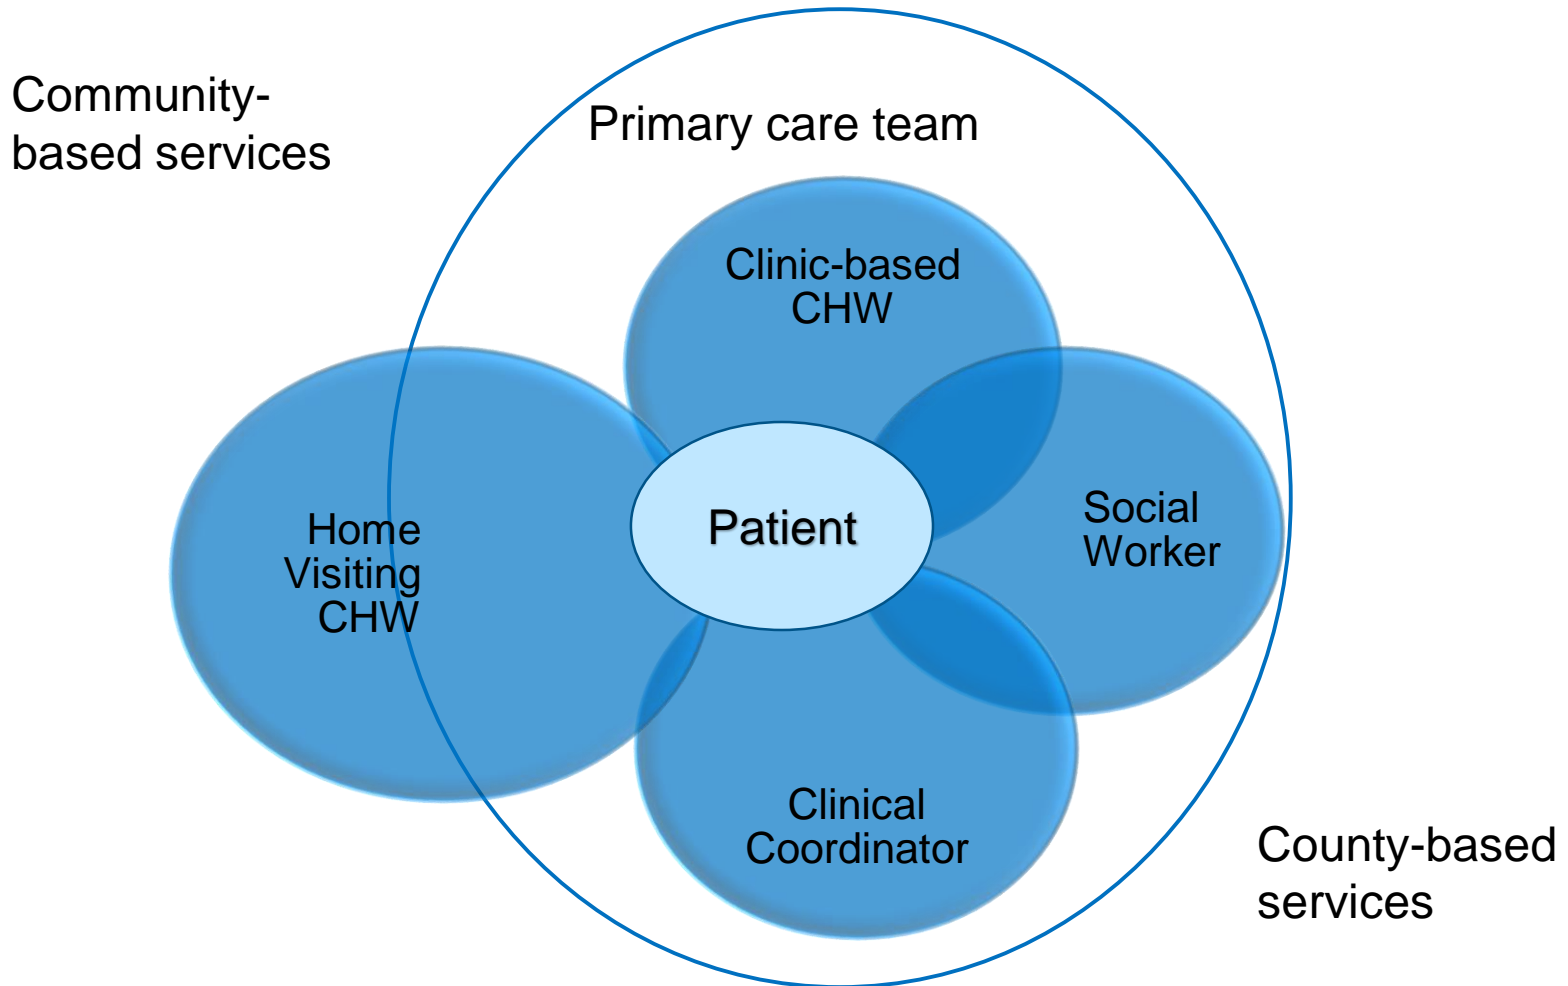 Community-
based services
Primary care team
Clinic-based
CHW
Social
Worker
Patient
Home
Visiting
CHW
Clinical
Coordinator
County-based
services